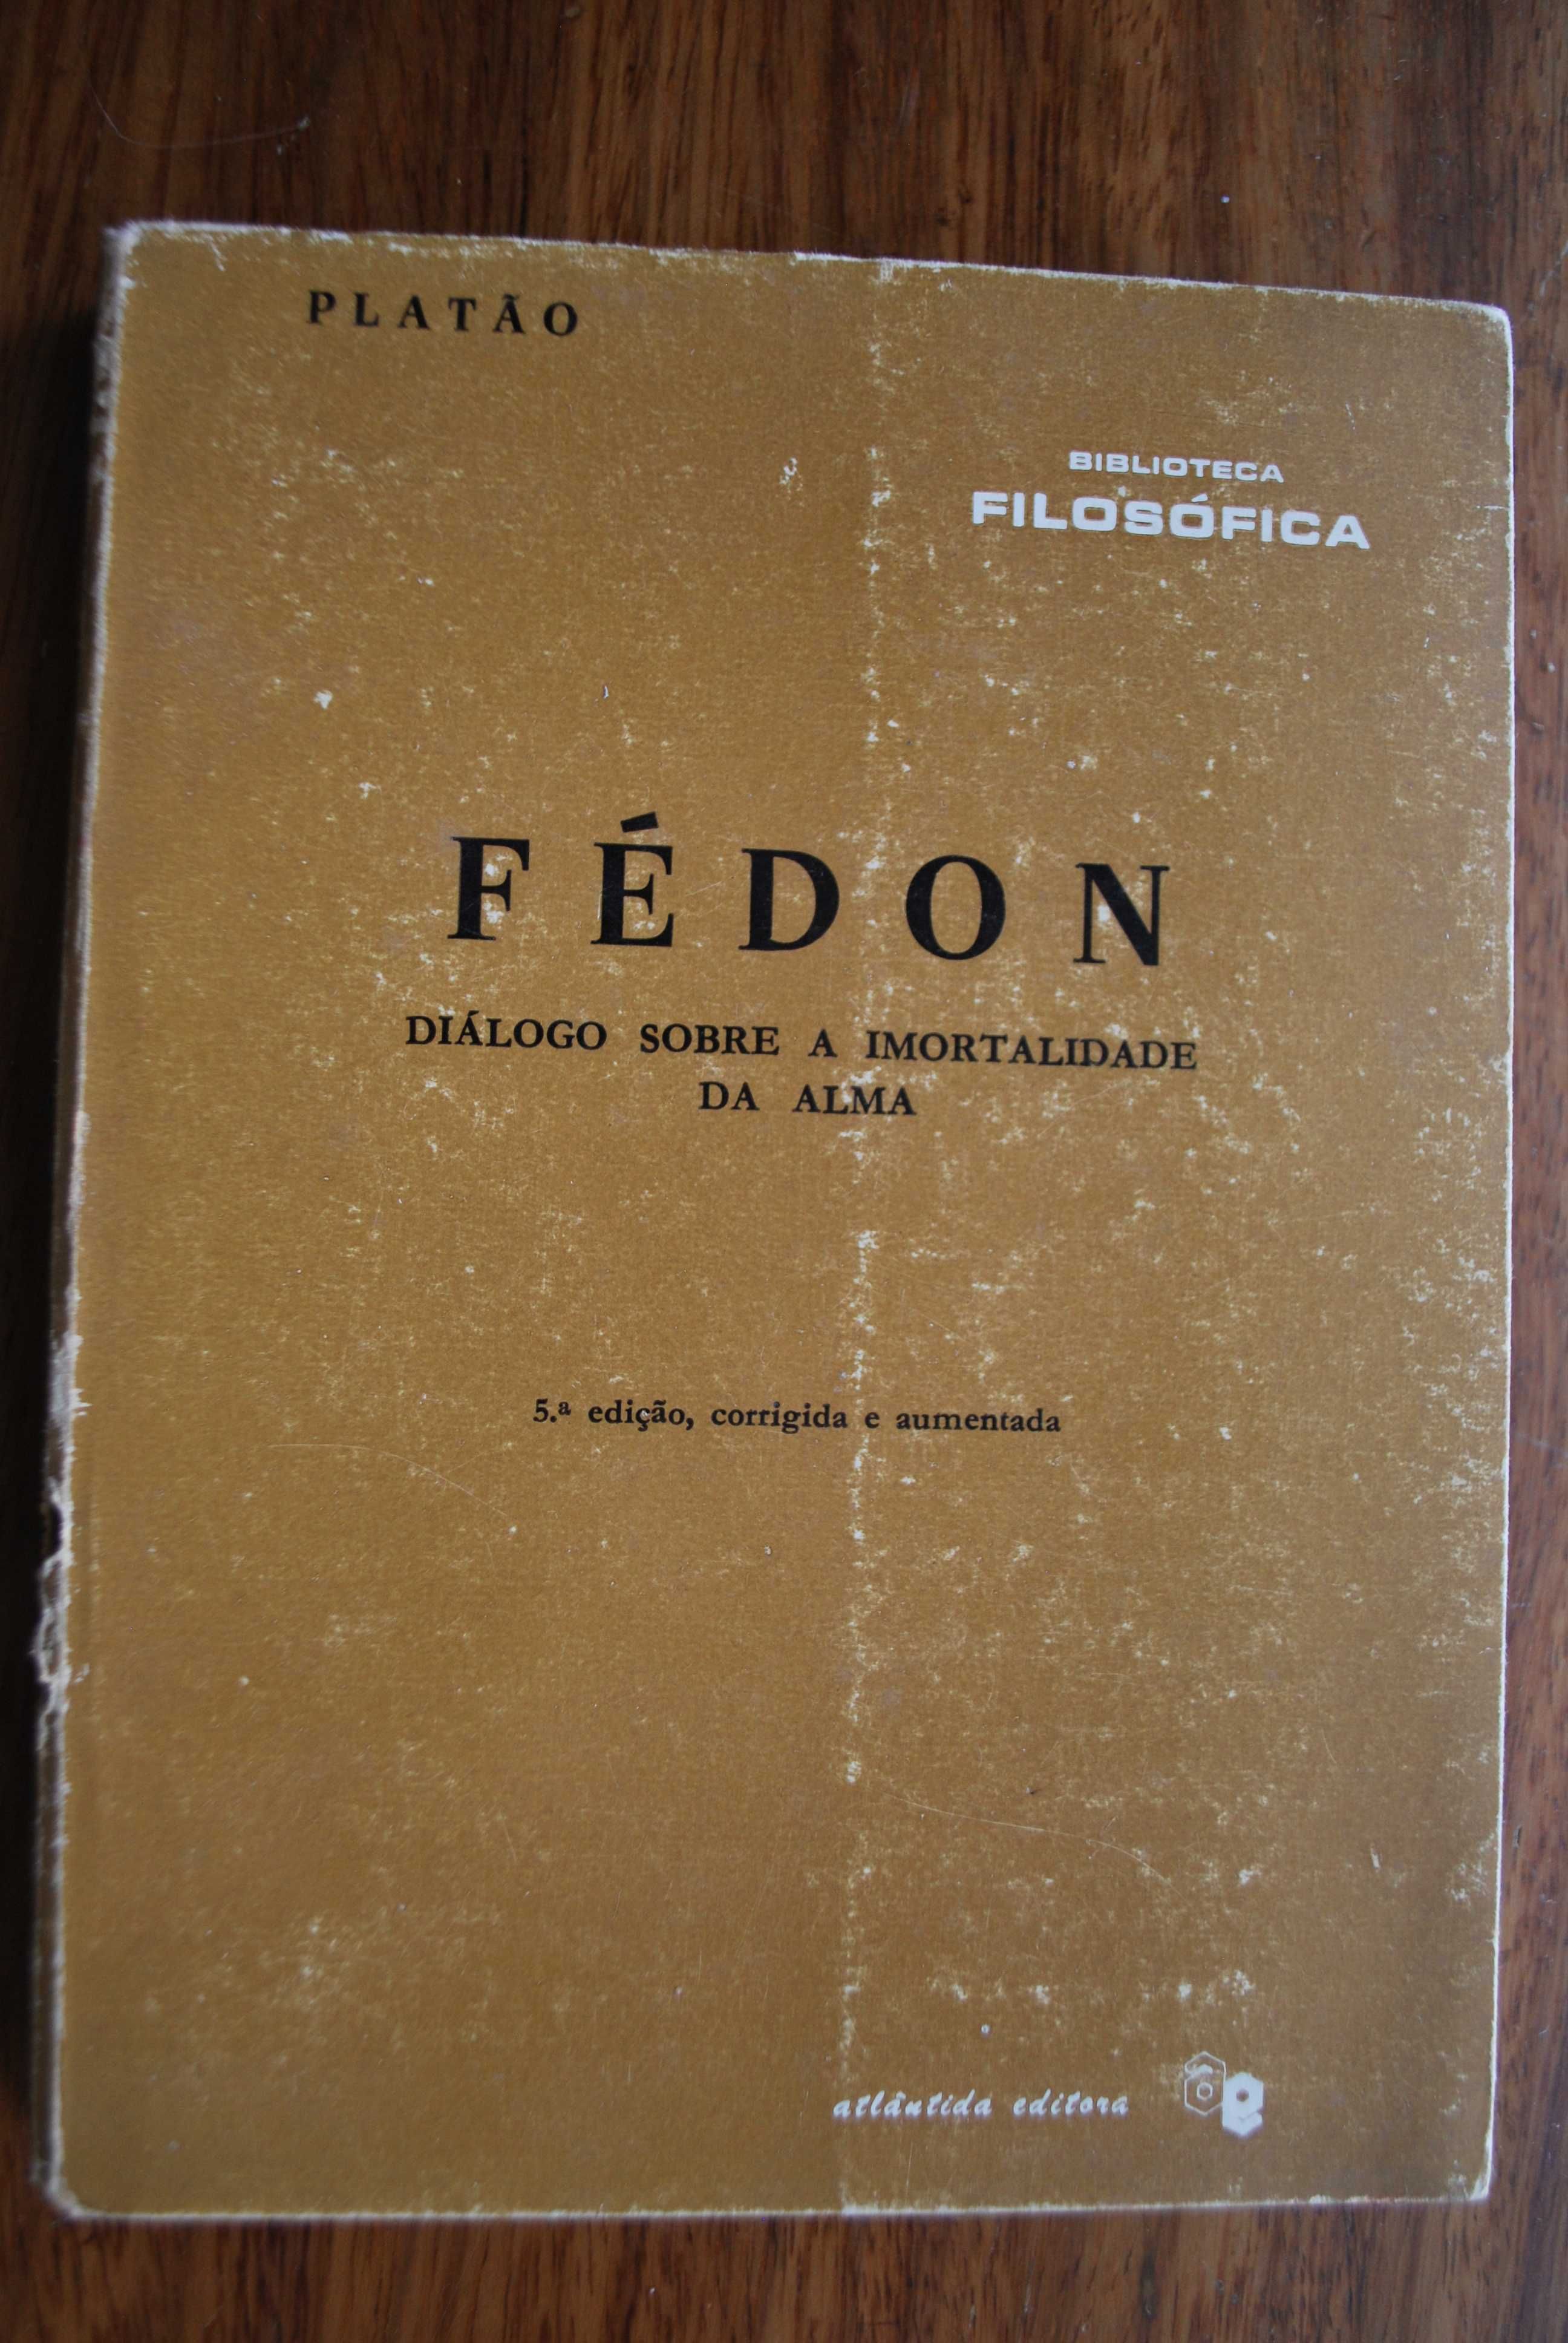 PLATÃO
BIBLIOTECA
FILOSÓFICA
FÉDON
DIÁLOGO SOBRE A IMORTALIDADE
DA ALMA
5.ª edição, corrigida e aumentada
atlântida editora